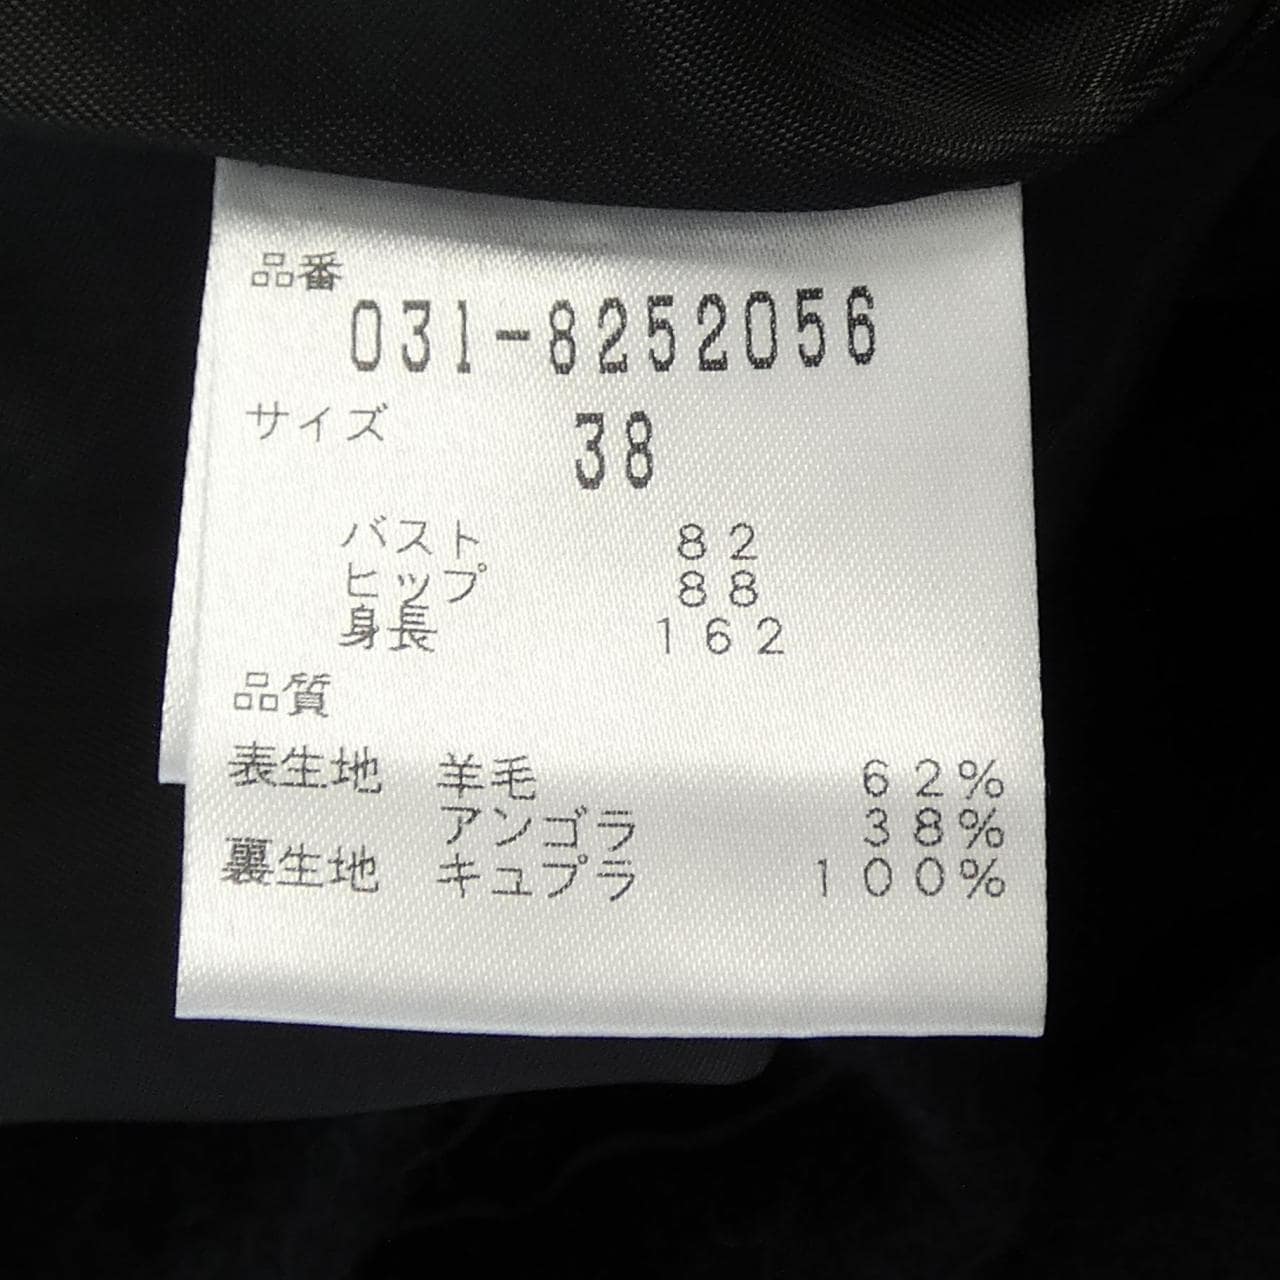 品番
031-8252056
サイズ 38
バスト 82
ヒップ 88
身長 162
品質
表生地 羊毛 62%
アンゴラ 38%
裏生地 キュプラ 100%